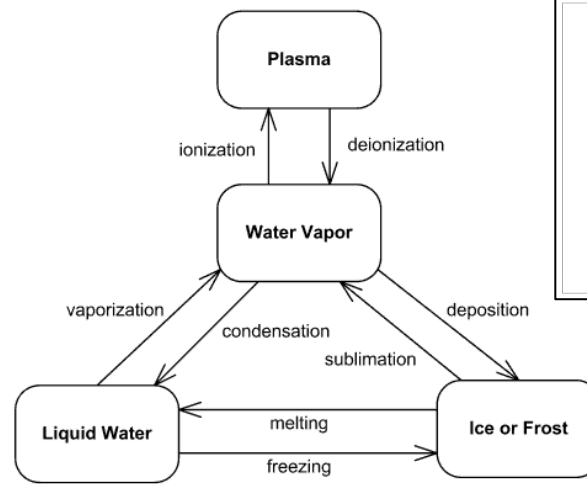 Plasma
ionization
deionization
Water Vapor
vaporization
condensation
deposition
sublimation
Liquid Water
melting
Ice or Frost
freezing